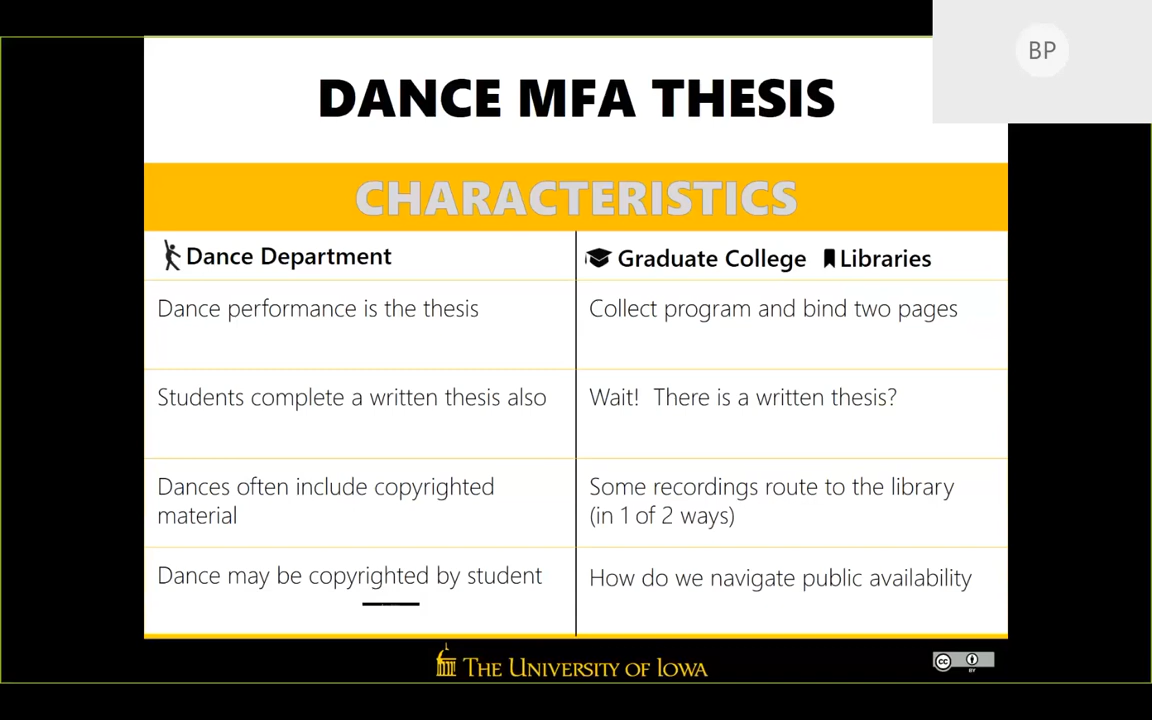 BP
DANCE MFA THESIS
CHARACTERISTICS
Dance Department
Graduate College Libraries
Dance performance is the thesis
Collect program and bind two pages
Students complete a written thesis also
Wait! There is a written thesis?
Dances often include copyrighted
material
Some recordings route to the library
(in 1 of 2 ways)
Dance may be copyrighted by student
How do we navigate public availability
THE UNIVERSITY OF IOWA
cc
BY